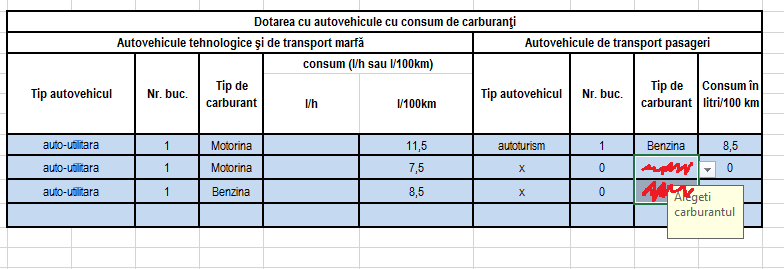 Dotarea cu autovehicule cu consum de carburanţi
Autovehicule tehnologice şi de transport marfă Autovehicule de transport pasageri
Tip autovehicul Nr. buc. Tip de carburant consum (l/h sau l/100km) Tip autovehicul Nr. buc. Tip de carburant Consum în litri/100 km
l/h l/100km
auto-utilitara 1 Motorina 11,5 autoturism 1 Benzina 8,5
auto-utilitara 1 Motorina 7,5 x 0 0
auto-utilitara 1 Benzina 8,5 x 0
Alegeti
carburantul